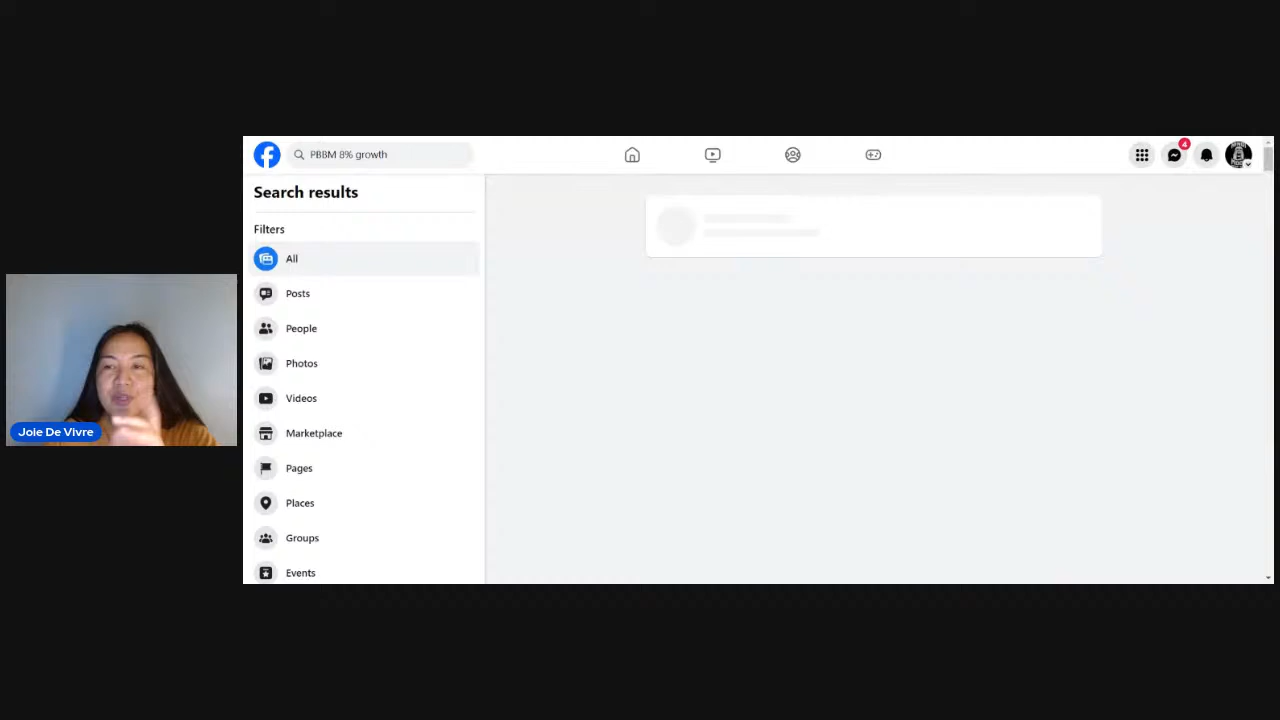 PBBM 8% growth
4
Search results
Filters
All
Posts
People
Photos
Videos
Marketplace
Pages
Places
Groups
Events
Joie De Vivre